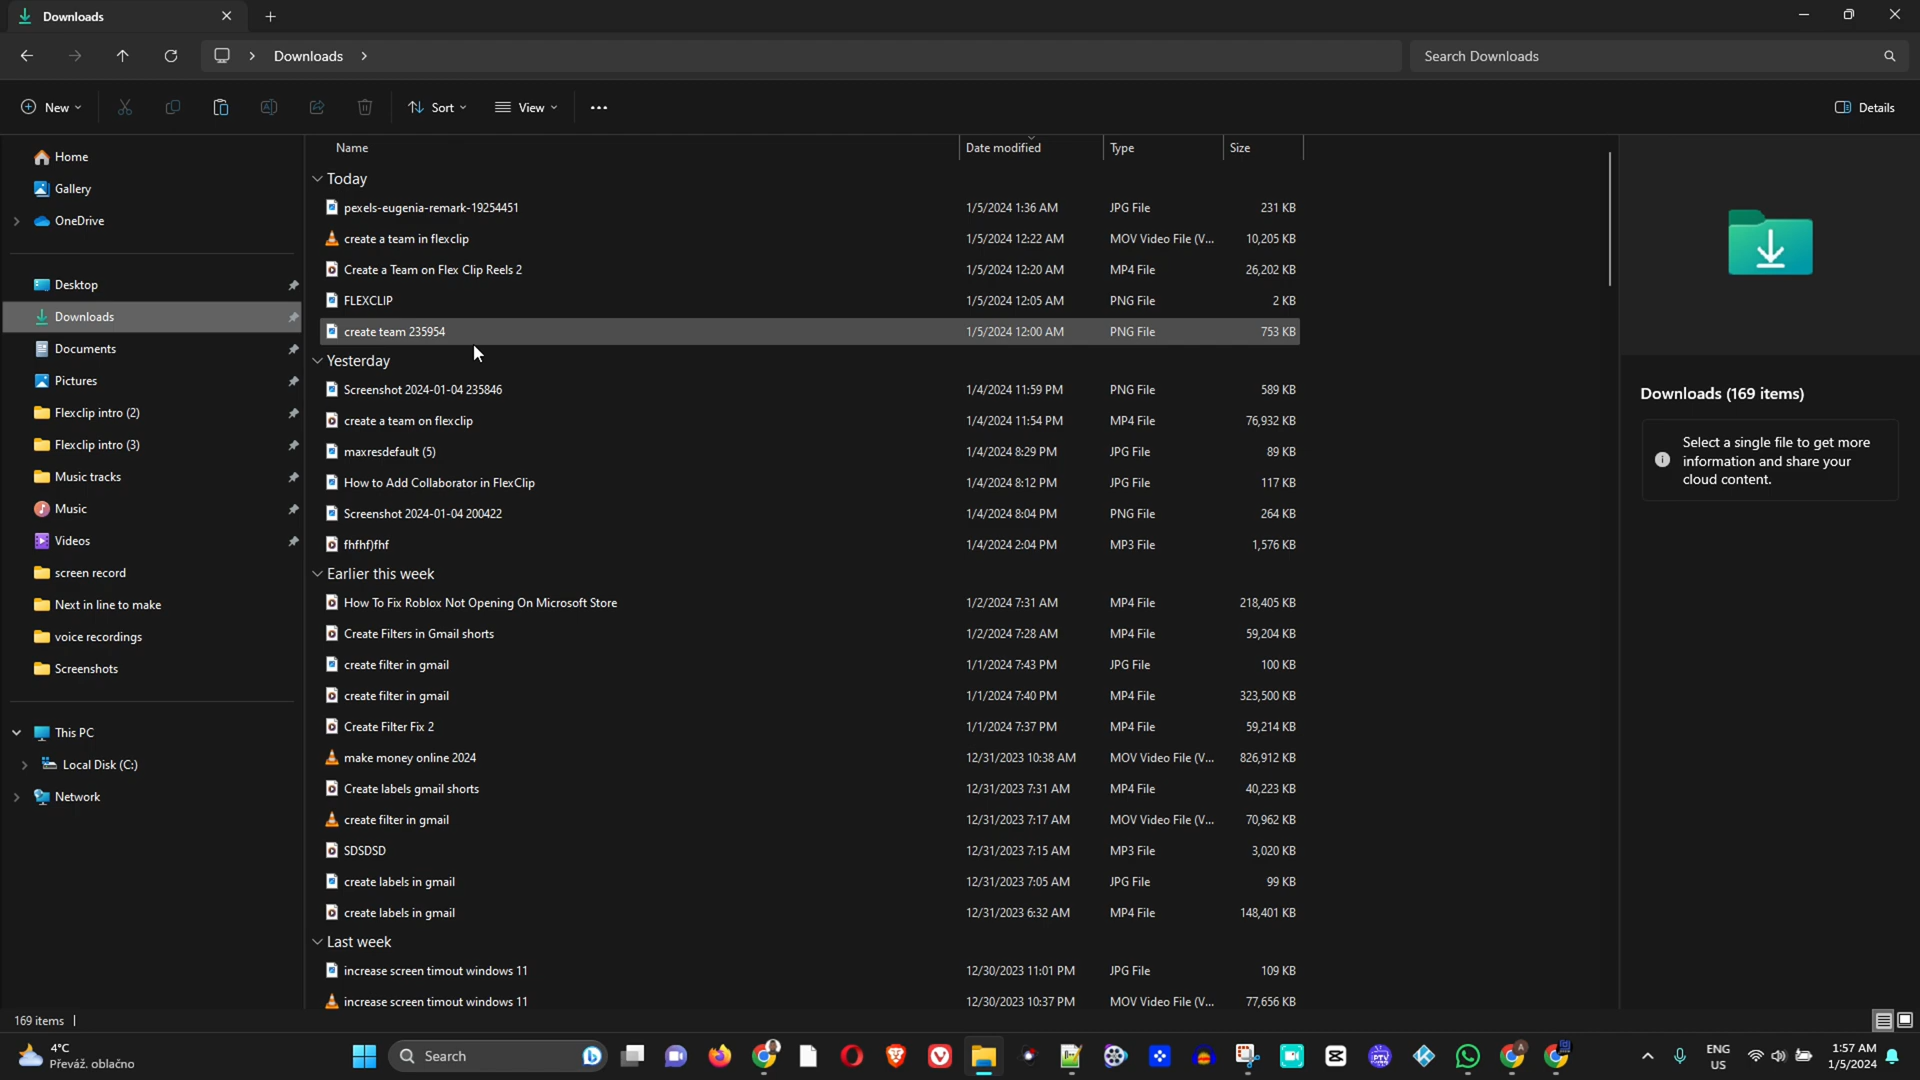 Downloads
Downloads
Search Downloads
New
Sort
View
Details
Home
Gallery
OneDrive
Desktop
Downloads
Documents
Pictures
Flexclip intro (2)
Flexclip intro (3)
Music tracks
Music
Videos
screen record
Next in line to make
voice recordings
Screenshots
This PC
Local Disk (C:)
Network
Name Date modified Type Size
Today
pexels-eugenia-remark-19254451 1/5/2024 1:36 AM JPG File 231 KB
create a team in flexclip 1/5/2024 12:22 AM MOV Video File (V... 10,205 KB
Create a Team on Flex Clip Reels 2 1/5/2024 12:20 AM MP4 File 26,202 KB
FLEXCLIP 1/5/2024 12:05 AM PNG File 2 KB
create team 235954 1/5/2024 12:00 AM PNG File 753 KB
Yesterday
Screenshot 2024-01-04 235846 1/4/2024 11:59 PM PNG File 589 KB
create a team on flexclip 1/4/2024 11:54 PM MP4 File 76,932 KB
maxresdefault (5) 1/4/2024 8:29 PM JPG File 89 KB
How to Add Collaborator in FlexClip 1/4/2024 8:12 PM JPG File 117 KB
Screenshot 2024-01-04 200422 1/4/2024 8:04 PM PNG File 264 KB
fhfhf)fhf 1/4/2024 2:04 PM MP3 File 1,576 KB
Earlier this week
How To Fix Roblox Not Opening On Microsoft Store 1/2/2024 7:31 AM MP4 File 218,405 KB
Create Filters in Gmail shorts 1/2/2024 7:28 AM MP4 File 59,204 KB
create filter in gmail 1/1/2024 7:43 PM JPG File 100 KB
create filter in gmail 1/1/2024 7:40 PM MP4 File 323,500 KB
Create Filter Fix 2 1/1/2024 7:37 PM MP4 File 59,214 KB
make money online 2024 12/31/2023 10:38 AM MOV Video File (V... 826,912 KB
Create labels gmail shorts 12/31/2023 7:31 AM MP4 File 40,223 KB
create filter in gmail 12/31/2023 7:17 AM MOV Video File (V... 70,962 KB
SDSDSD 12/31/2023 7:15 AM MP3 File 3,020 KB
create labels in gmail 12/31/2023 7:05 AM JPG File 99 KB
create labels in gmail 12/31/2023 6:32 AM MP4 File 148,401 KB
Last week
increase screen timout windows 11 12/30/2023 11:01 PM JPG File 109 KB
increase screen timout windows 11 12/30/2023 10:37 PM MOV Video File (V... 77,656 KB
Downloads (169 items)
Select a single file to get more
information and share your
cloud content.
169 items
4°C
Převáž. oblačno
Search
ENG
US
1:57 AM
1/5/2024